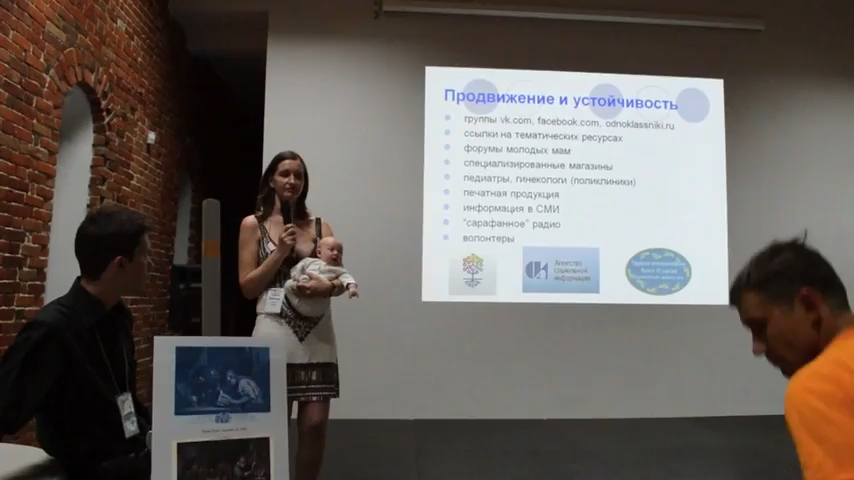 Продвижение и устойчивость
группы vk.com, facebook.com, odnoklassniki.ru
ссылки на тематических ресурсах
форумы молодых мам
специализированные магазины
педиатры, гинекологи (поликлиники)
печатная продукция
информация в СМИ
"сарафанное" радио
волонтеры
Агентство
социальной
информации